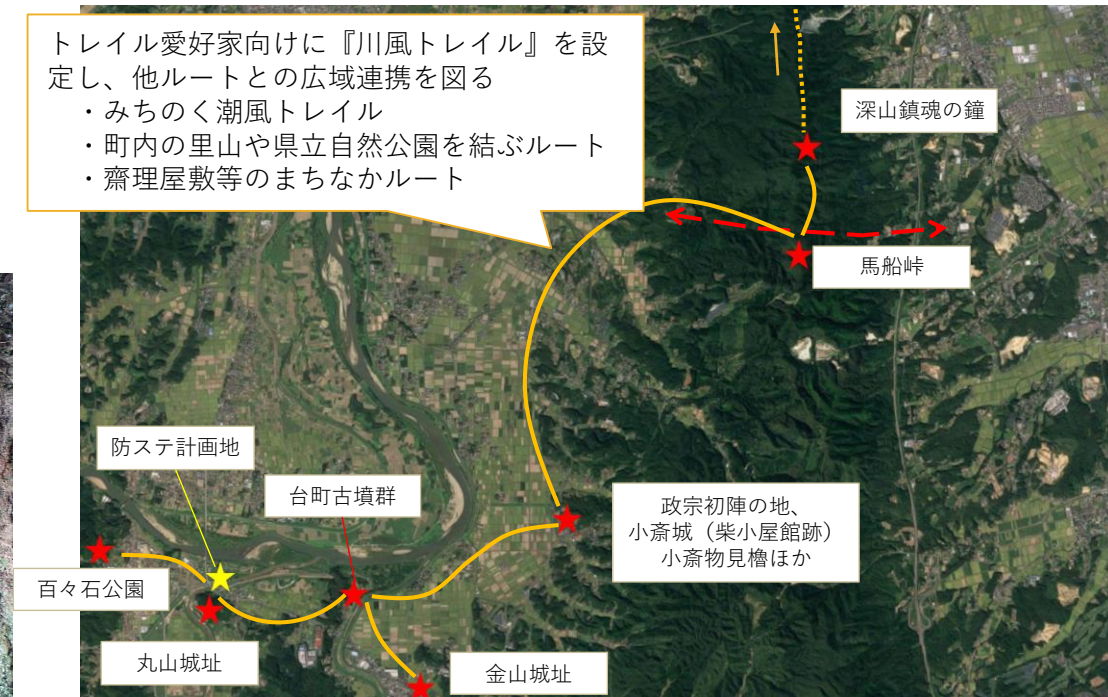 トレイル愛好家向けに『川風トレイル』を設
定し、他ルートとの広域連携を図る
・みちのく潮風トレイル
・町内の里山や県立自然公園を結ぶルート
・齋理屋敷等のまちなかルート
深山鎮魂の鐘
馬船峠
防ステ計画地
台町古墳群
政宗初陣の地、
小斎城（柴小屋館跡）
小斎物見櫓ほか
百々石公園
丸山城址
金山城址